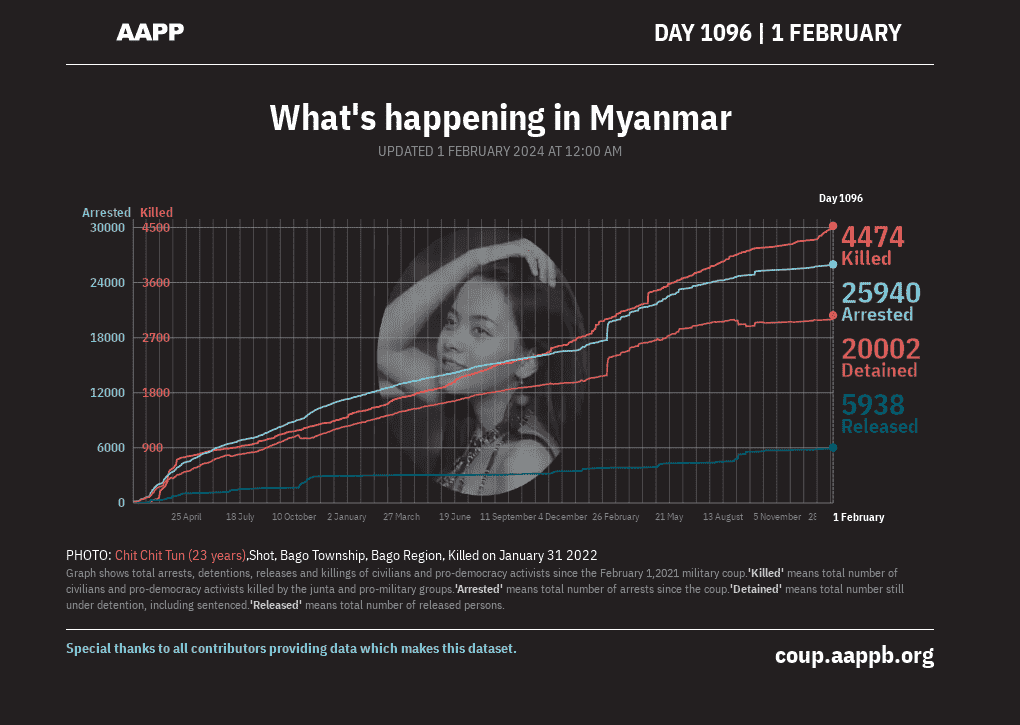 AAPP
DAY 1096 | 1 FEBRUARY
What's happening in Myanmar
UPDATED 1 FEBRUARY 2024 AT 12:00 AM
Day 1096
Arrested Killed
30000 4500
24000 3600
18000 2700
12000 1800
6000 900
0
4474
Killed
25940
Arrested
20002
Detained
5938
Released
25 April 18 July 10 October 2 January 27 March 19 June 11 September 4 December 26 February 21 May 13 August 5 November 28 1 February
PHOTO: Chit Chit Tun (23 years),Shot, Bago Township, Bago Region, Killed on January 31 2022
Graph shows total arrests, detentions, releases and killings of civilians and pro-democracy activists since the February 1,2021 military coup.'Killed' means total number of
civilians and pro-democracy activists killed by the junta and pro-military groups.'Arrested' means total number of arrests since the coup.'Detained' means total number still
under detention, including sentenced.'Released' means total number of released persons.
Special thanks to all contributors providing data which makes this dataset.
coup.aappb.org